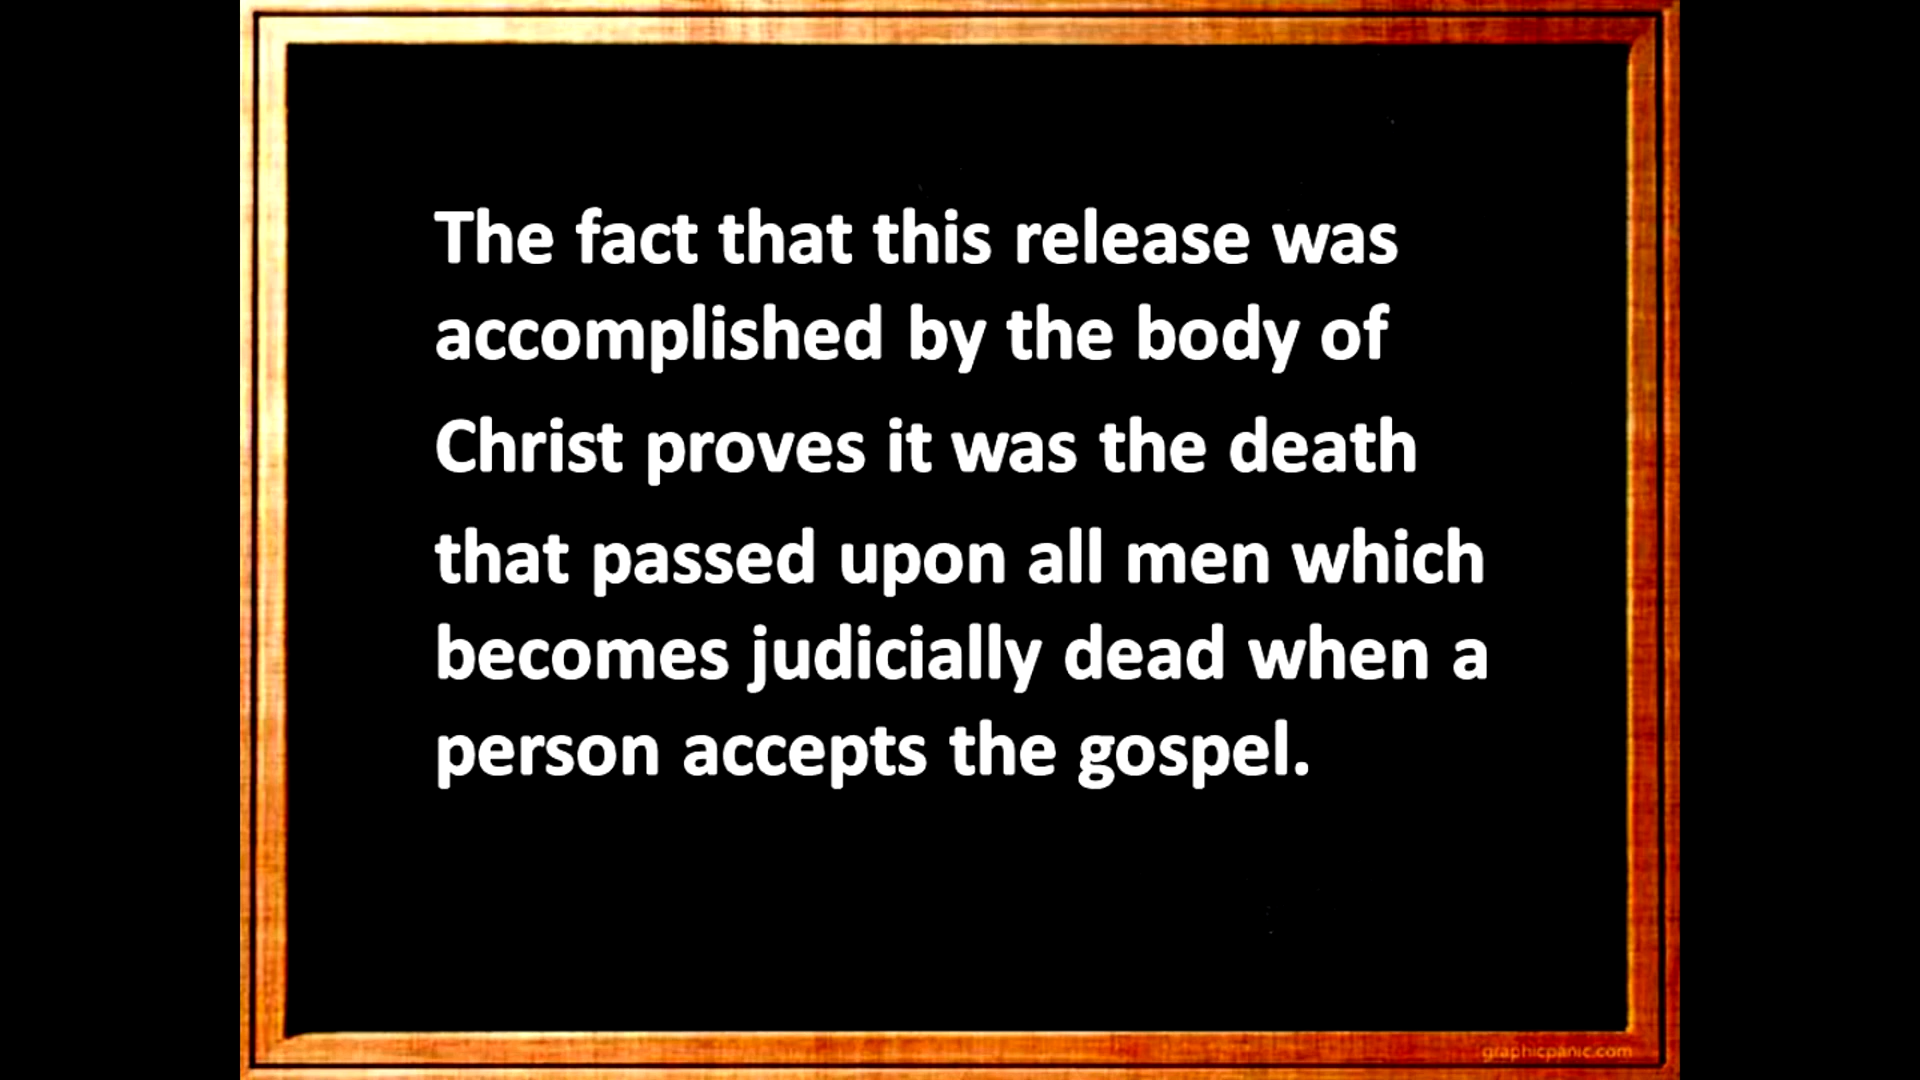 The fact that this release was
accomplished by the body of
Christ proves it was the death
that passed upon all men which
becomes judicially dead when a
person accepts the gospel.
graphicpanic.com